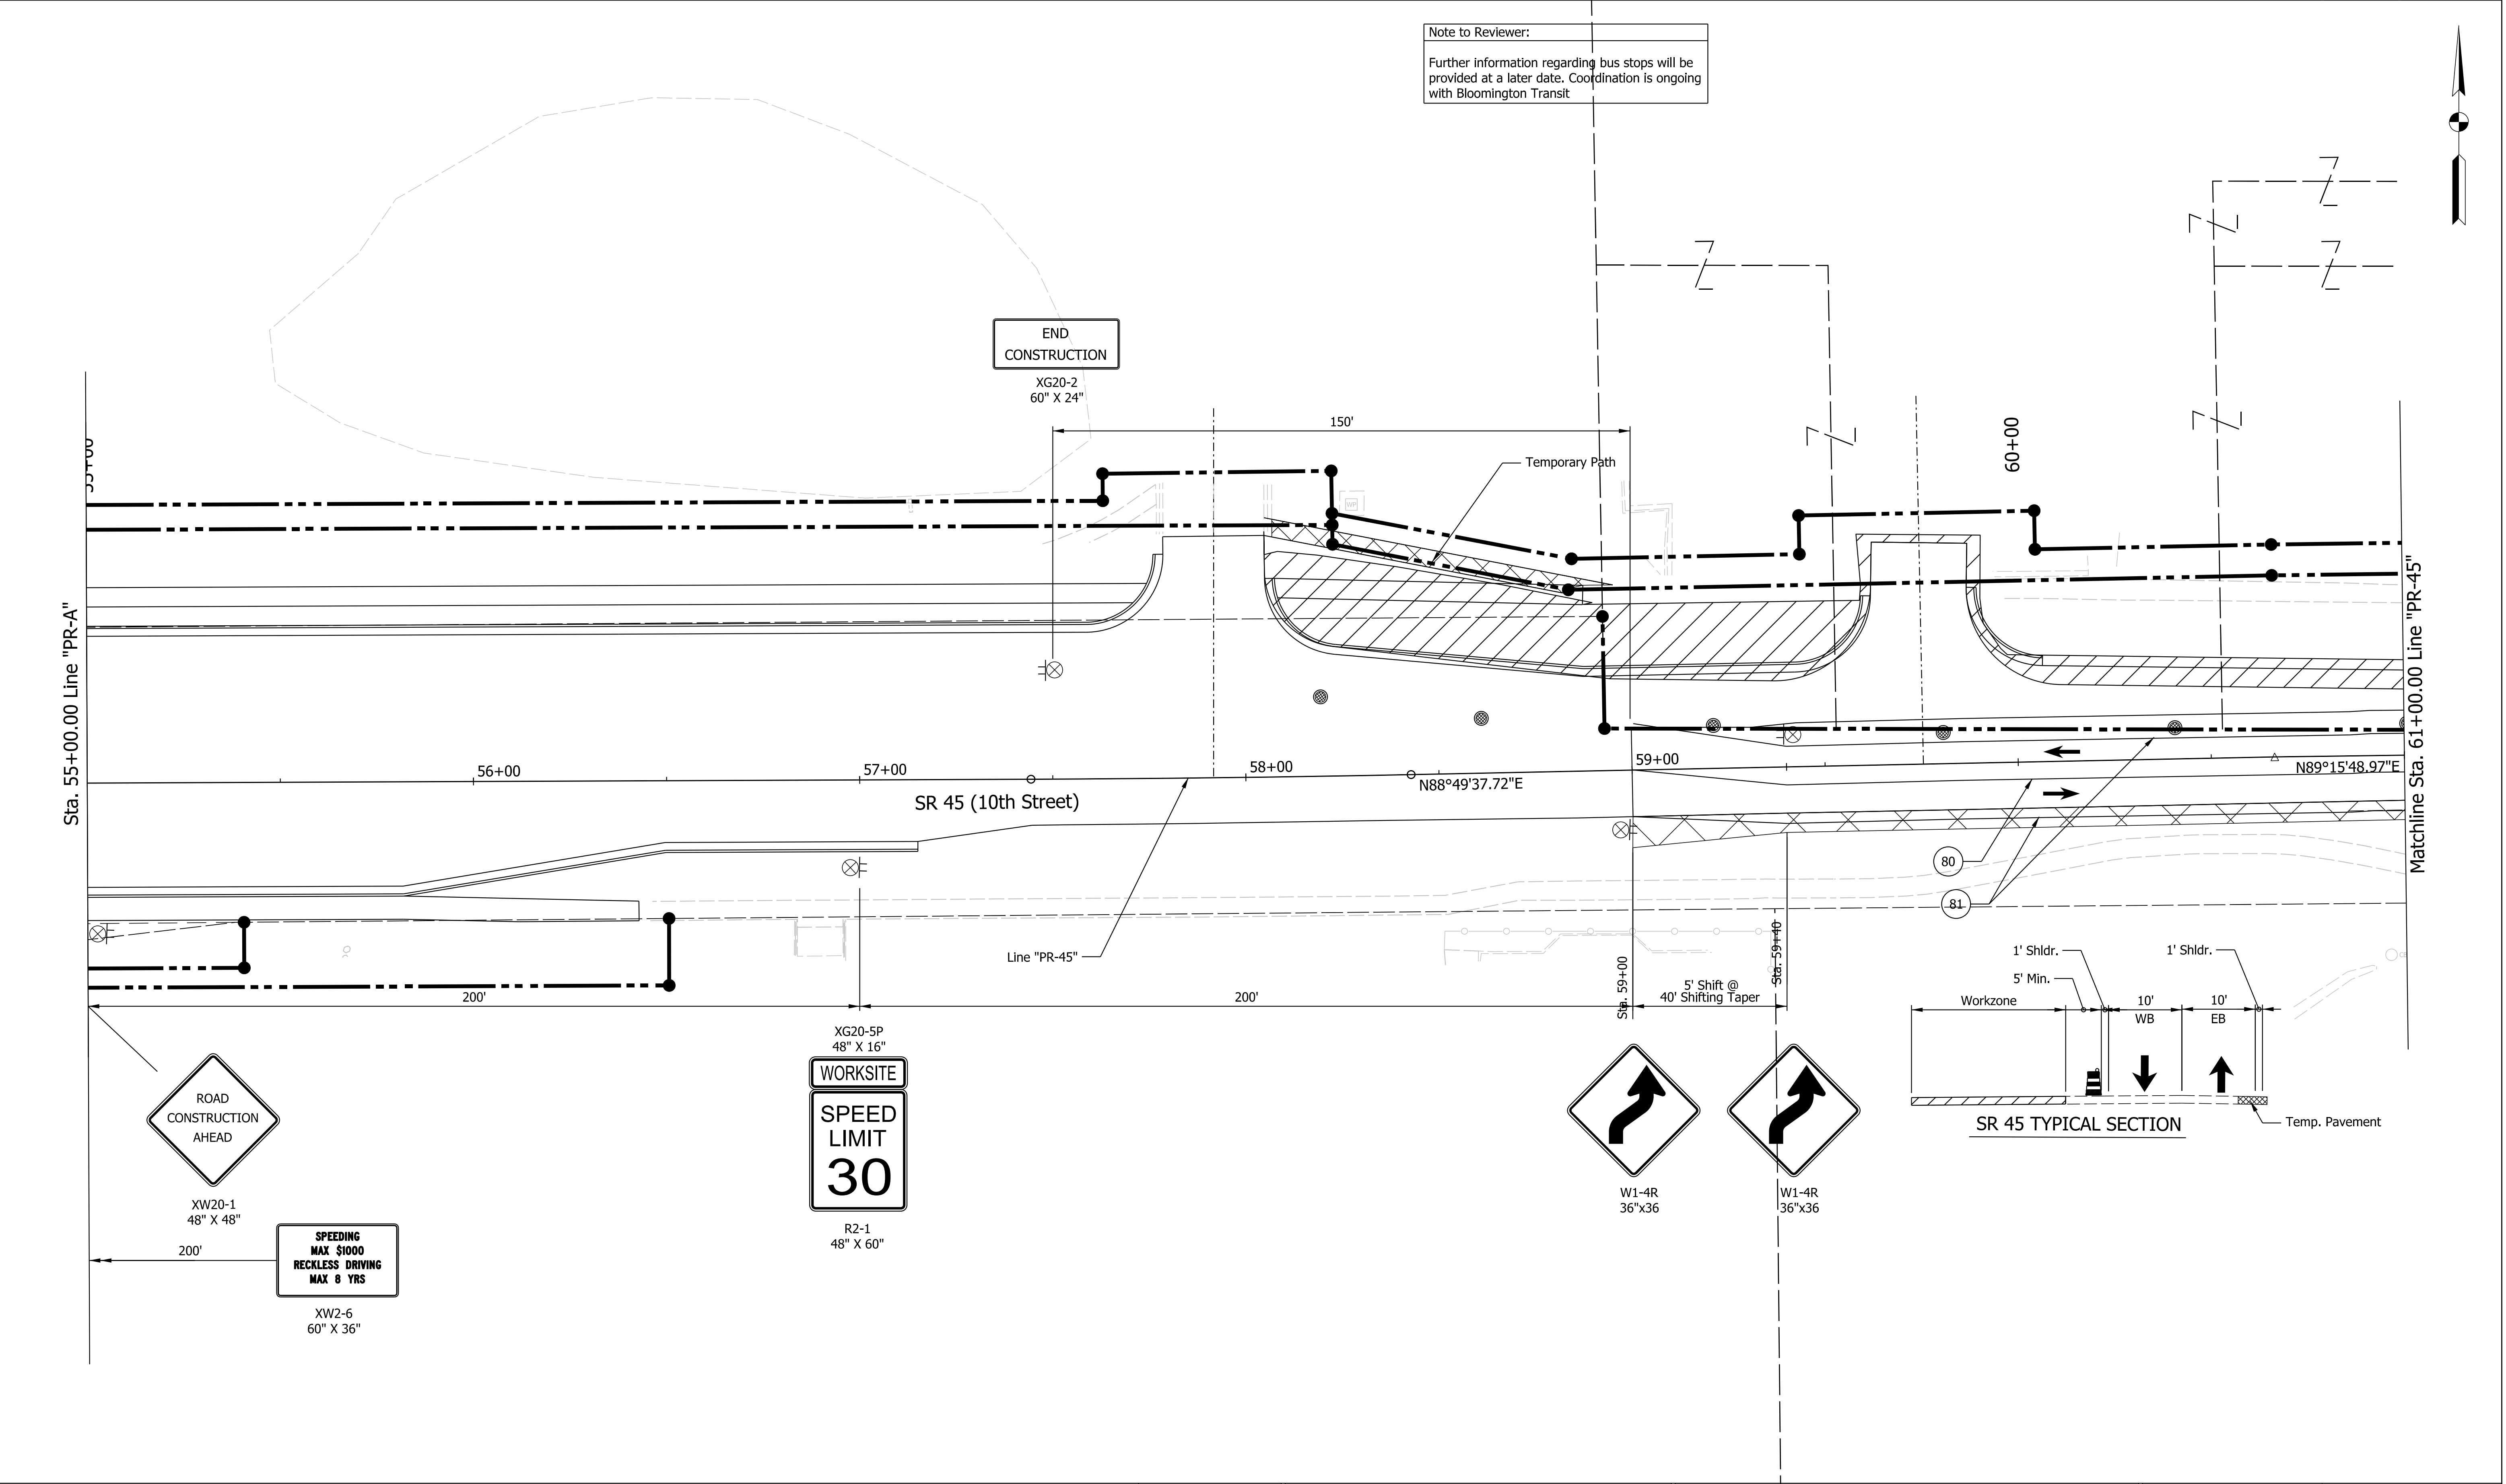 Note to Reviewer:
Further information regarding bus stops will be
provided at a later date. Coordination is ongoing
with Bloomington Transit
END
CONSTRUCTION
XG20-2
60" X 24"
150'
Temporary Path
WP
55+00
60+00
Sta. 55+00.00 Line "PR-A"
Matchline Sta. 61+00.00 Line "PR-45"
56+00
57+00
58+00
59+00
N88°49'37.72"E
N89°15'48.97"E
SR 45 (10th Street)
80
81
Line "PR-45"
Sta. 59+00
Sta. 59+40
200'
200'
5' Shift @
40' Shifting Taper
1' Shldr.
1' Shldr.
5' Min.
Workzone
10'
10'
WB
EB
Temp. Pavement
SR 45 TYPICAL SECTION
ROAD
CONSTRUCTION
AHEAD
XW20-1
48" X 48"
200'
SPEEDING
MAX $1000
RECKLESS DRIVING
MAX 8 YRS
XW2-6
60" X 36"
XG20-5P
48" X 16"
WORKSITE
SPEED
LIMIT
30
R2-1
48" X 60"
W1-4R
36"x36
W1-4R
36"x36